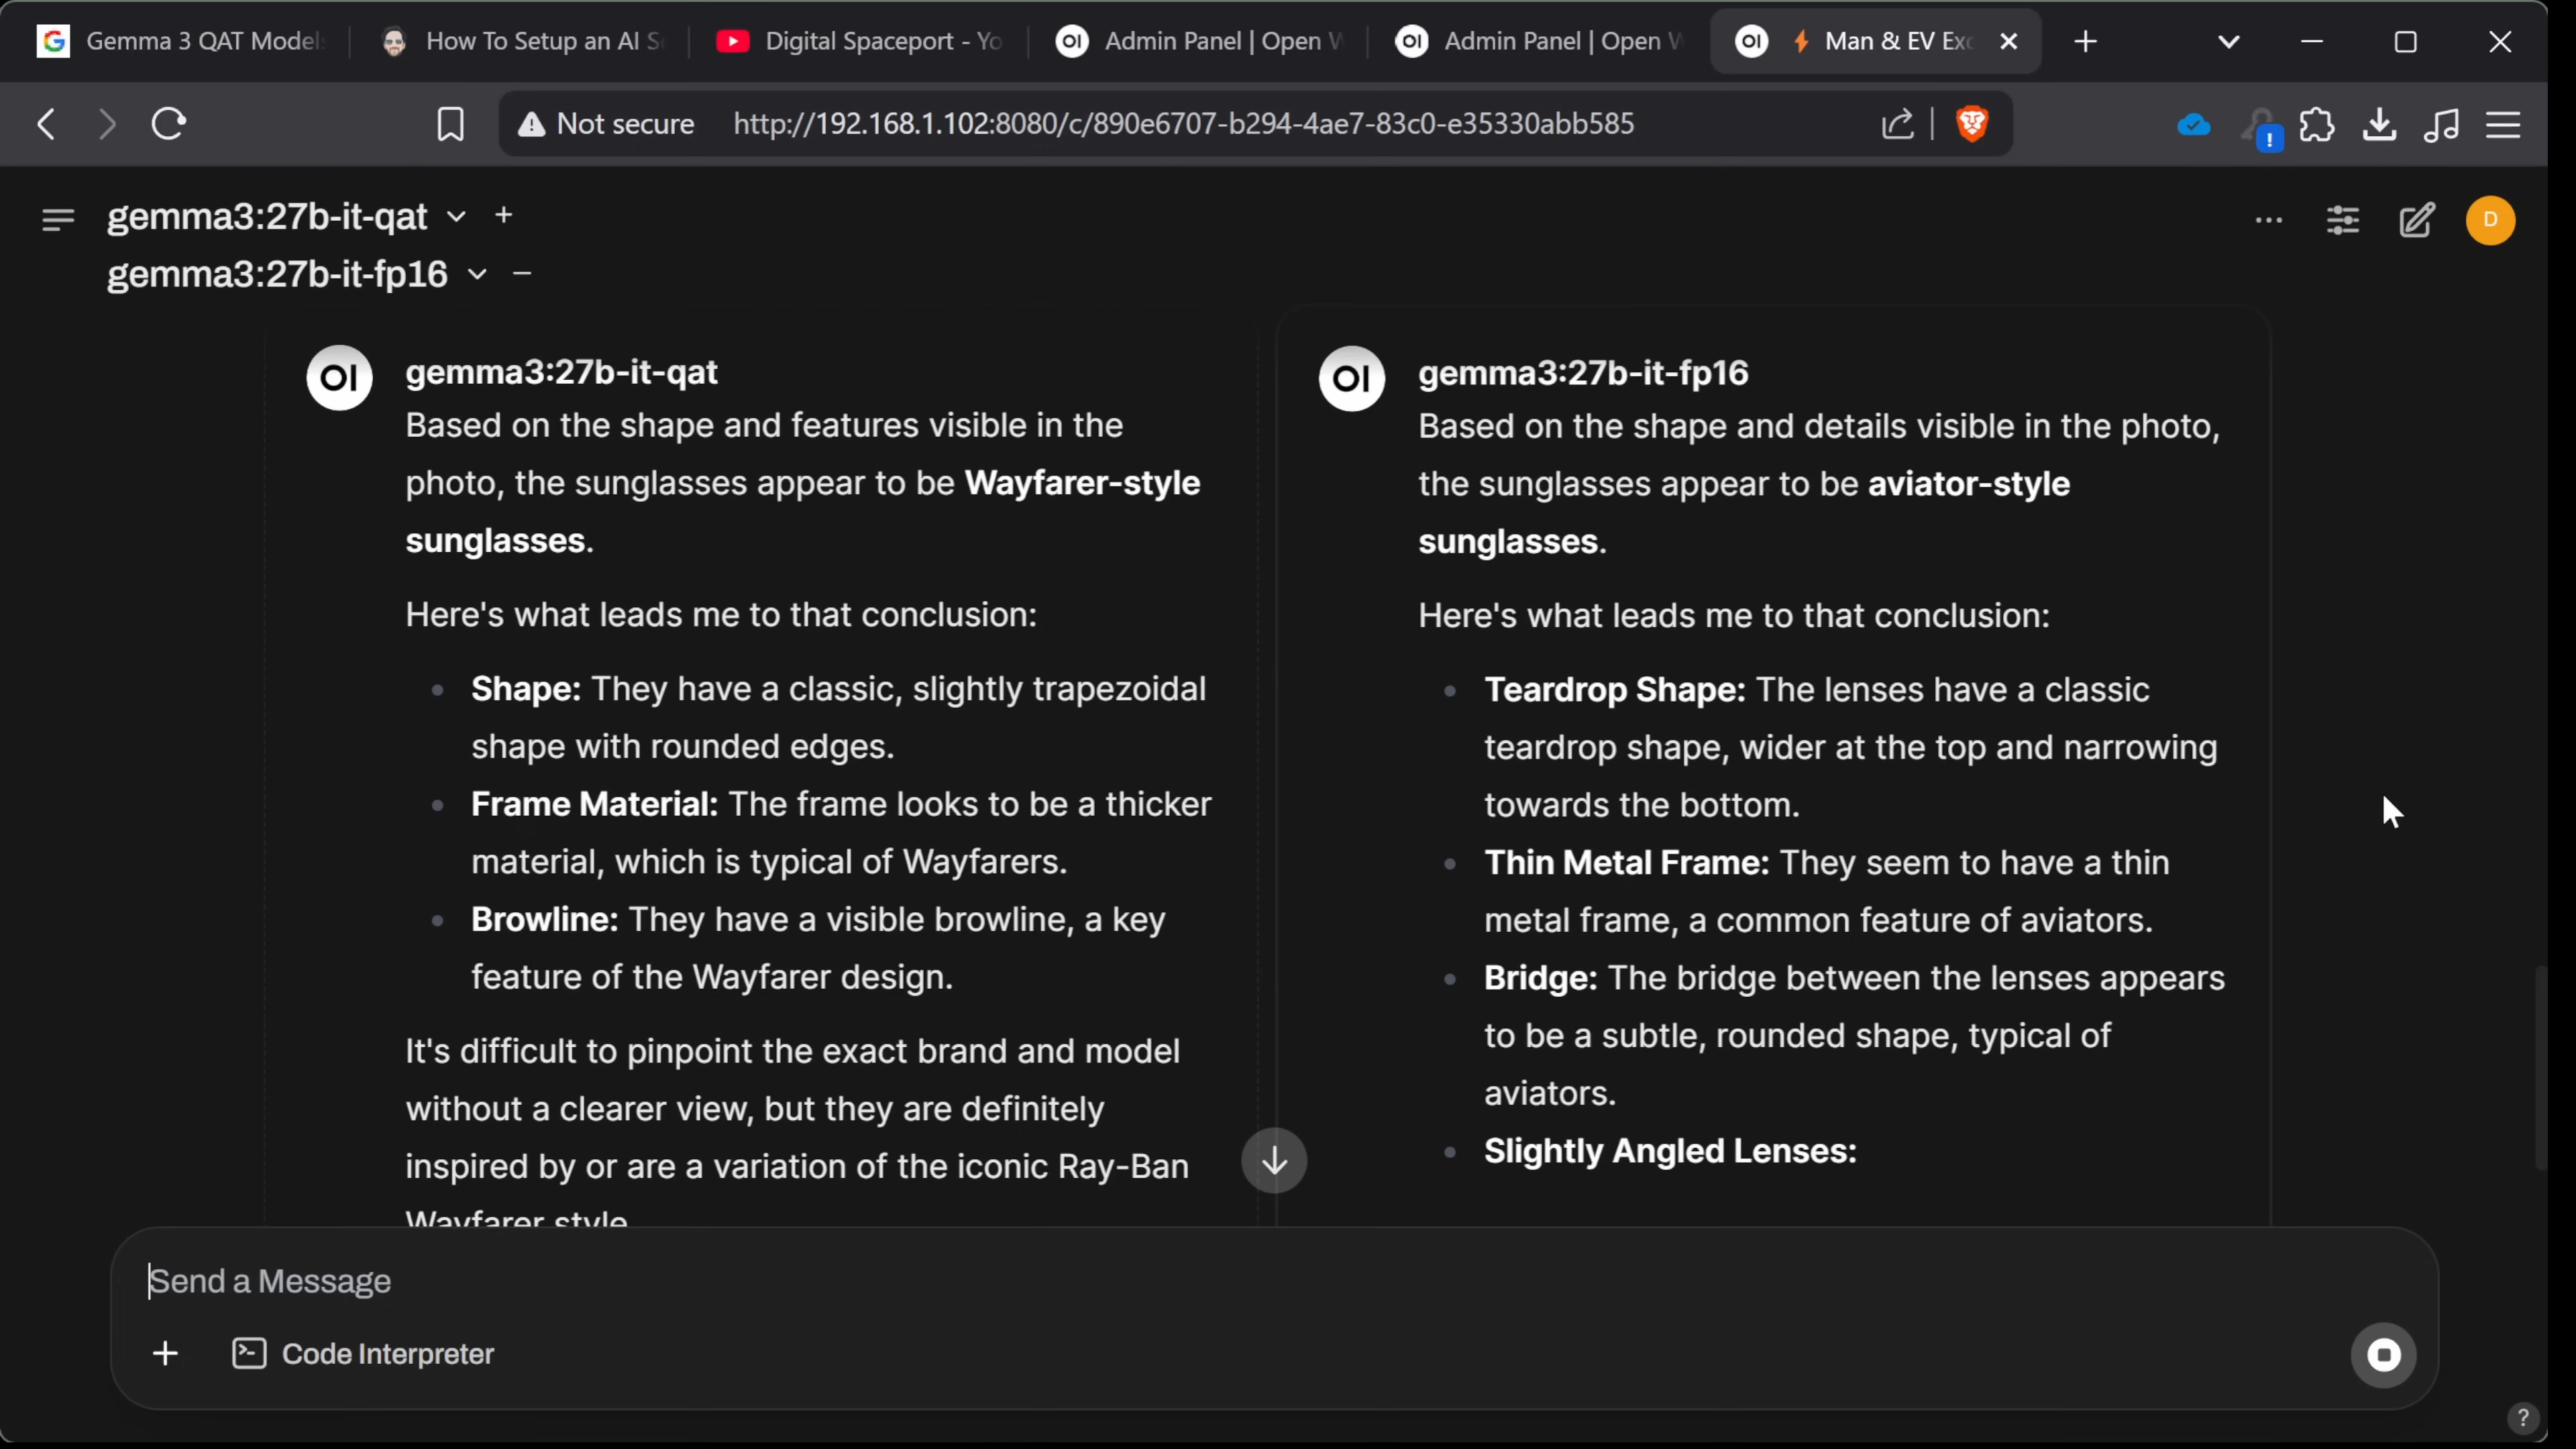 Gemma 3 QAT Models
How To Setup an AI Se
Digital Spaceport - Yo
Admin Panel | Open W
Admin Panel | Open W
Man & EV Exc
Not secure
http://192.168.1.102:8080/c/890e6707-b294-4ae7-83c0-e35330abb585
gemma3:27b-it-qat
gemma3:27b-it-fp16
D
OI
gemma3:27b-it-qat
Based on the shape and features visible in the
photo, the sunglasses appear to be Wayfarer-style
sunglasses.
Here's what leads me to that conclusion:
• Shape: They have a classic, slightly trapezoidal
shape with rounded edges.
• Frame Material: The frame looks to be a thicker
material, which is typical of Wayfarers.
• Browline: They have a visible browline, a key
feature of the Wayfarer design.
It's difficult to pinpoint the exact brand and model
without a clearer view, but they are definitely
inspired by or are a variation of the iconic Ray-Ban
Wayfarer style
OI
gemma3:27b-it-fp16
Based on the shape and details visible in the photo,
the sunglasses appear to be aviator-style
sunglasses.
Here's what leads me to that conclusion:
• Teardrop Shape: The lenses have a classic
teardrop shape, wider at the top and narrowing
towards the bottom.
• Thin Metal Frame: They seem to have a thin
metal frame, a common feature of aviators.
• Bridge: The bridge between the lenses appears
to be a subtle, rounded shape, typical of
aviators.
• Slightly Angled Lenses:
Send a Message
Code Interpreter
?